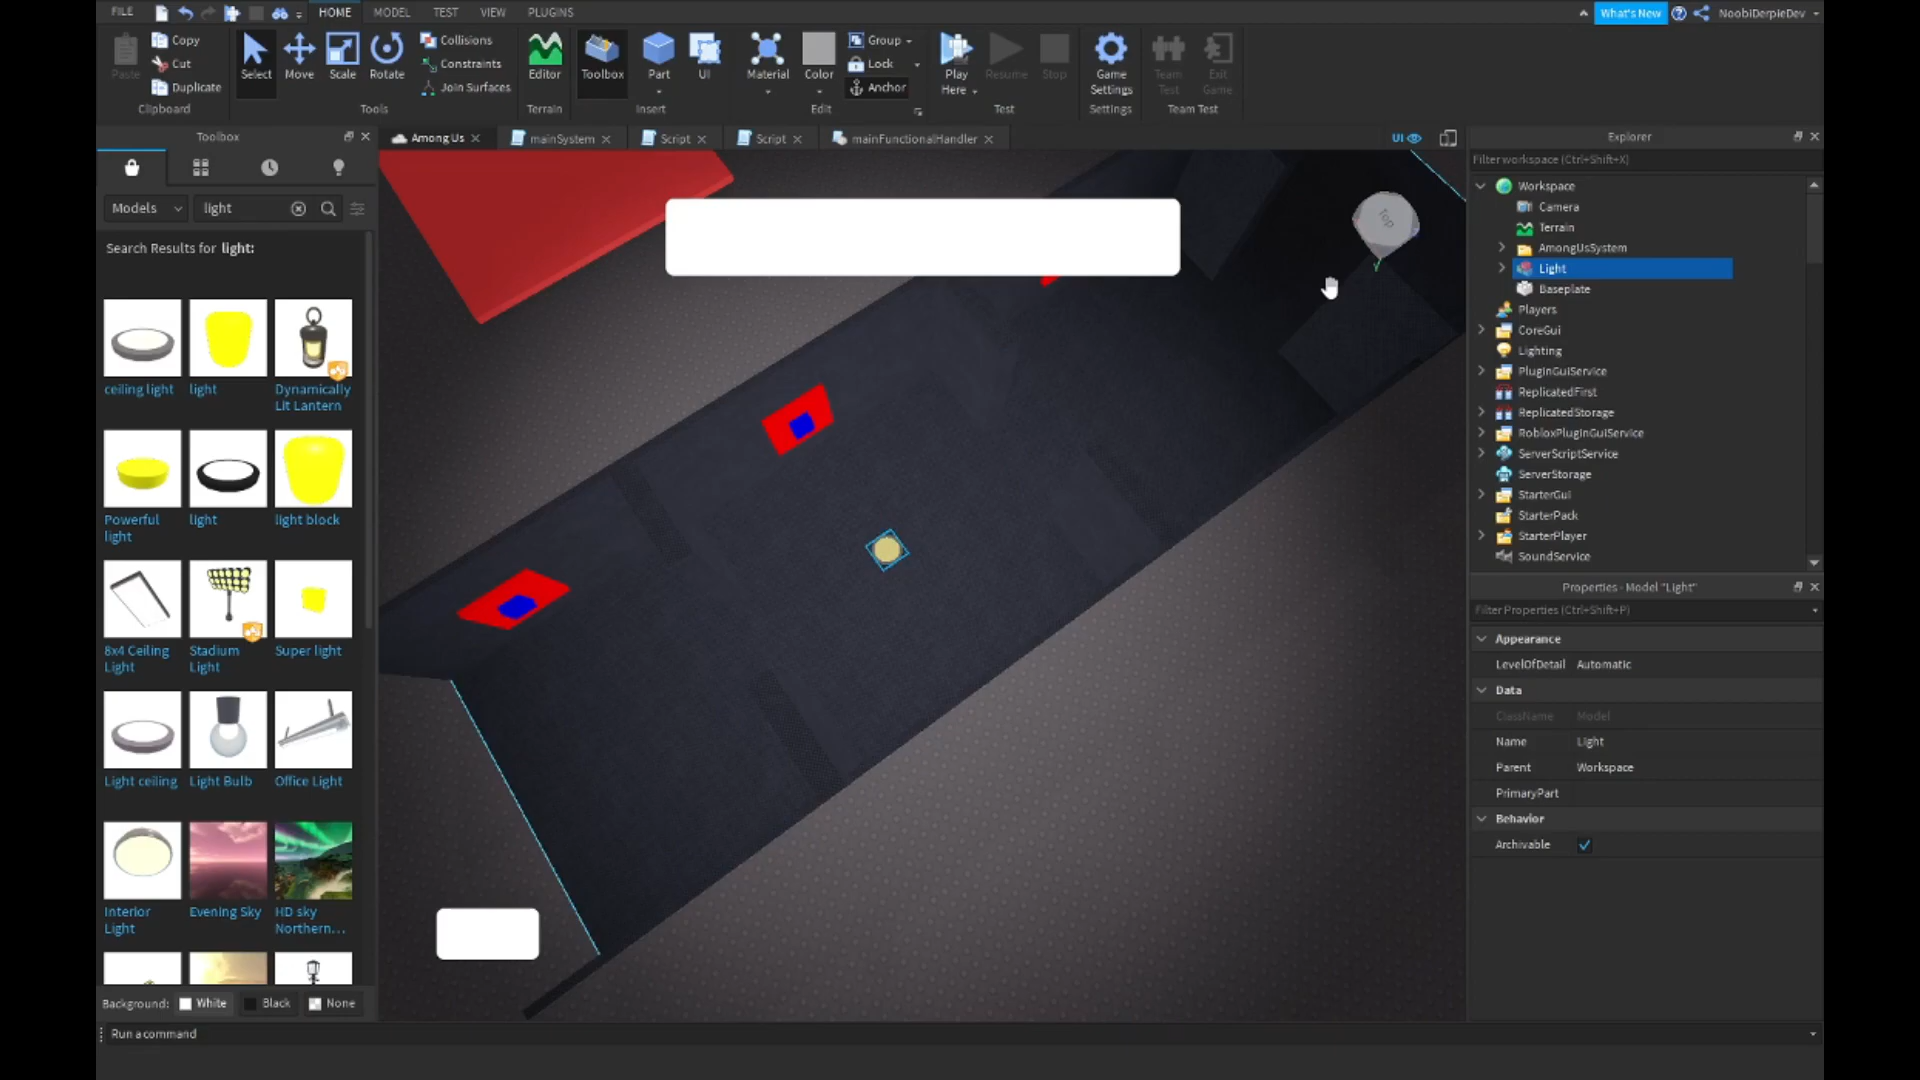 FILE HOME MODEL TEST VIEW PLUGINS What's New NoobiDerpieDev
Paste Copy Cut Duplicate Clipboard
Select Move Scale Rotate Collisions Constraints Join Surfaces Tools
Editor Terrain
Toolbox Part UI Insert
Material Color Group Lock Anchor Edit
Play Here Resume Stop Test
Game Settings Settings
Team Test Exit Game Team Test
Toolbox
Among Us mainSystem Script Script mainFunctionalHandler UI
Models light
Search Results for light:
ceiling light light Dynamically Lit Lantern
Powerful light light light block
8x4 Ceiling Light Stadium Light Super light
Light ceiling Light Bulb Office Light
Interior Light Evening Sky HD sky Northern...
Background: White Black None
Run a command
Top
Y
Explorer
Filter workspace (Ctrl+Shift+X)
Workspace
Camera
Terrain
AmongUsSystem
Light
Baseplate
Players
CoreGui
Lighting
PluginGuiService
ReplicatedFirst
ReplicatedStorage
RobloxPluginGuiService
ServerScriptService
ServerStorage
StarterGui
StarterPack
StarterPlayer
SoundService
Properties - Model "Light"
Filter Properties (Ctrl+Shift+P)
Appearance
LevelOfDetail Automatic
Data
ClassName Model
Name Light
Parent Workspace
PrimaryPart
Behavior
Archivable